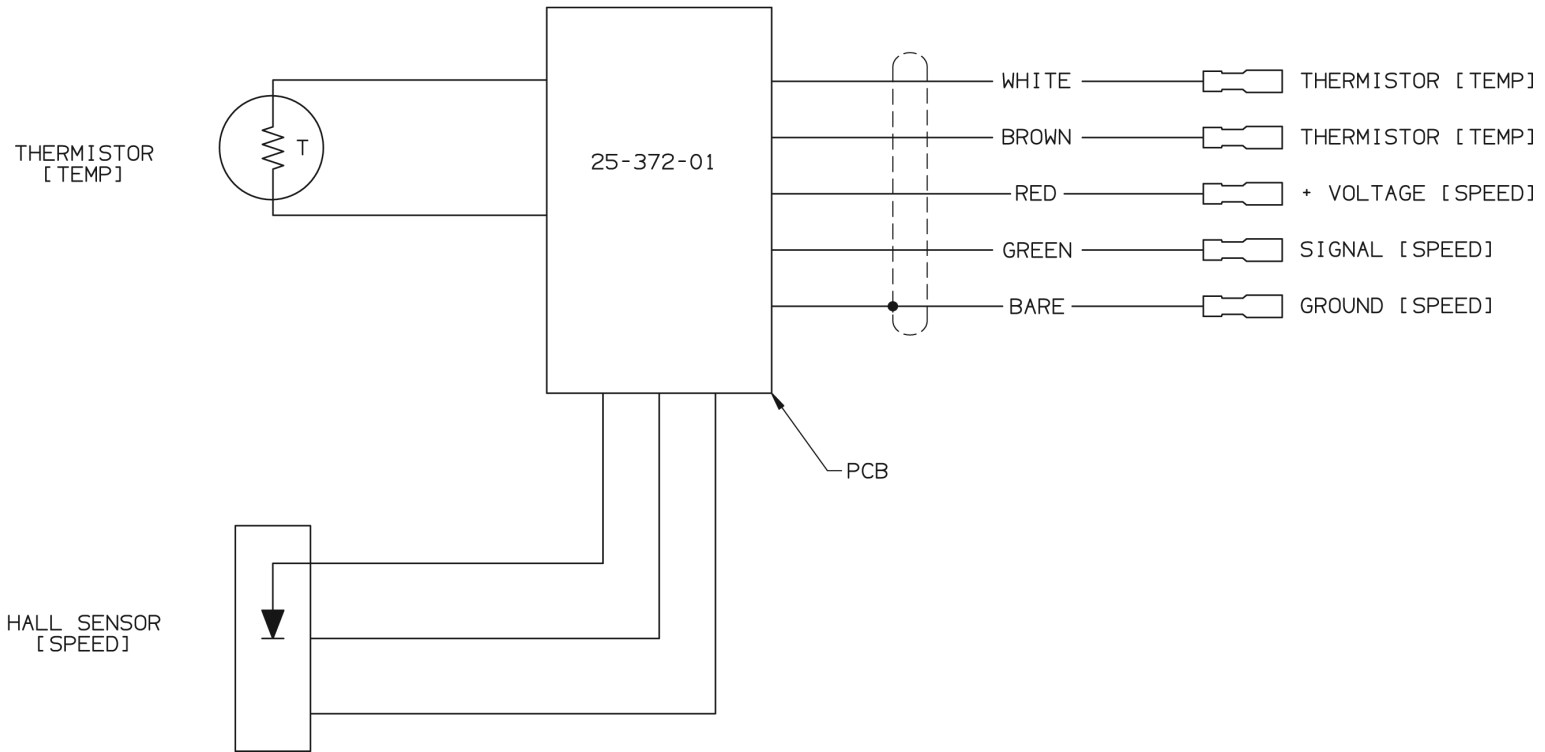 WHITE
THERMISTOR [TEMP]
BROWN
THERMISTOR [TEMP]
THERMISTOR
[TEMP]
T
25-372-01
RED
+ VOLTAGE [SPEED]
GREEN
SIGNAL [SPEED]
BARE
GROUND [SPEED]
PCB
HALL SENSOR
[SPEED]